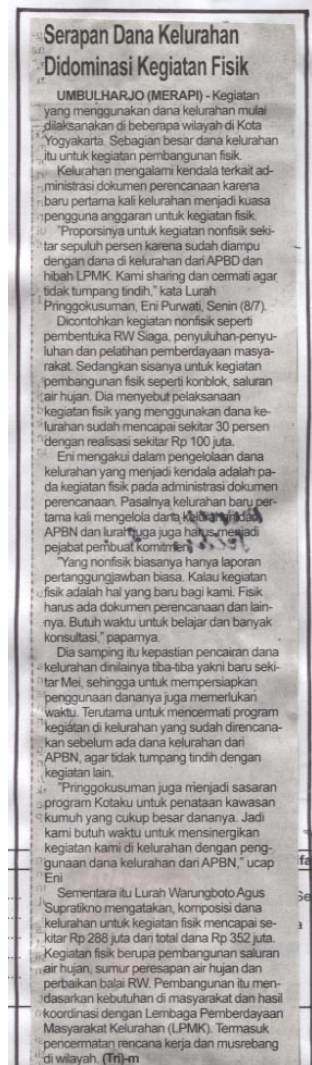 Serapan Dana Kelurahan
Didominasi Kegiatan Fisik
UMBULHARJO (MERAPI) - Kegiatan
yang menggunakan dana kelurahan mulai
dilaksanakan di beberapa wilayah di Kota
Yogyakarta. Sebagian besar dana kelurahan
itu untuk kegiatan pembangunan fisik.
Kelurahan mengalami kendala terkait ad-
ministrasi dokumen perencanaan karena
baru pertama kali kelurahan menjadi kuasa
pengguna anggaran untuk kegiatan fisik.
"Proporsinya untuk kegiatan nonfisik seki-
tar sepuluh persen karena sudah diampu
dengan dana di kelurahan dari APBD dan
hibah LPMK. Kami sharing dan cermati agar
tidak tumpang tindih," kata Lurah
Pringgokusuman, Eni Purwati, Senin (8/7).
Dicontohkan kegiatan nonfisik seperti
pembentuka RW Siaga, penyuluhan-penyu-
luhan dan pelatihan pemberdayaan masya-
rakat. Sedangkan sisanya untuk kegiatan
pembangunan fisik seperti konblok, saluran
air hujan. Dia menyebut pelaksanaan
kegiatan fisik yang menggunakan dana ke-
lurahan sudah mencapai sekitar 30 persen
dengan realisasi sekitar Rp 100 juta.
Eni mengakui dalam pengelolaan dana
kelurahan yang menjadi kendala adalah pa-
da kegiatan fisik pada administrasi dokumen
perencanaan. Pasalnya kelurahan baru per-
tama kali mengelola dana
APBN dan lurah juga juga harus menjadi
pejabat pembuat komitmen.
"Yang nonfisik biasanya hanya laporan
pertanggungjawban biasa. Kalau kegiatan
fisik adalah hal yang baru bagi kami. Fisik
harus ada dokumen perencanaan dan lain-
nya. Butuh waktu untuk belajar dan banyak
konsultasi," paparnya.
Dia samping itu kepastian pencairan dana
kelurahan dinilainya tiba-tiba yakni baru seki-
tar Mei, sehingga untuk mempersiapkan
penggunaan dananya juga memerlukan
waktu. Terutama untuk mencermati program
kegiatan di kelurahan yang sudah direncana-
kan sebelum ada dana kelurahan dari
APBN, agar tidak tumpang tindih dengan
kegiatan lain.
"Pringgokusuman juga menjadi sasaran
program Kotaku untuk penataan kawasan
kumuh yang cukup besar dananya. Jadi
kami butuh waktu untuk mensinergikan
kegiatan kami di kelurahan dengan peng-
gunaan dana kelurahan dari APBN," ucap
Eni
Sementara itu Lurah Warungboto Agus
Supratikno mengatakan, komposisi dana
kelurahan untuk kegiatan fisik mencapai se-
kitar Rp 288 juta dari total dana Rp 352 juta.
Kegiatan fisik berupa pembangunan saluran
air hujan, sumur peresapan air hujan dan
perbaikan balai RW. Pembangunan itu men-
dasarkan kebutuhan di masyarakat dan hasil
koordinasi dengan Lembaga Pemberdayaan
Masyarakat Kelurahan (LPMK). Termasuk
pencermatan rencana kerja dan musrebang
di wilayah. (Tri)-m